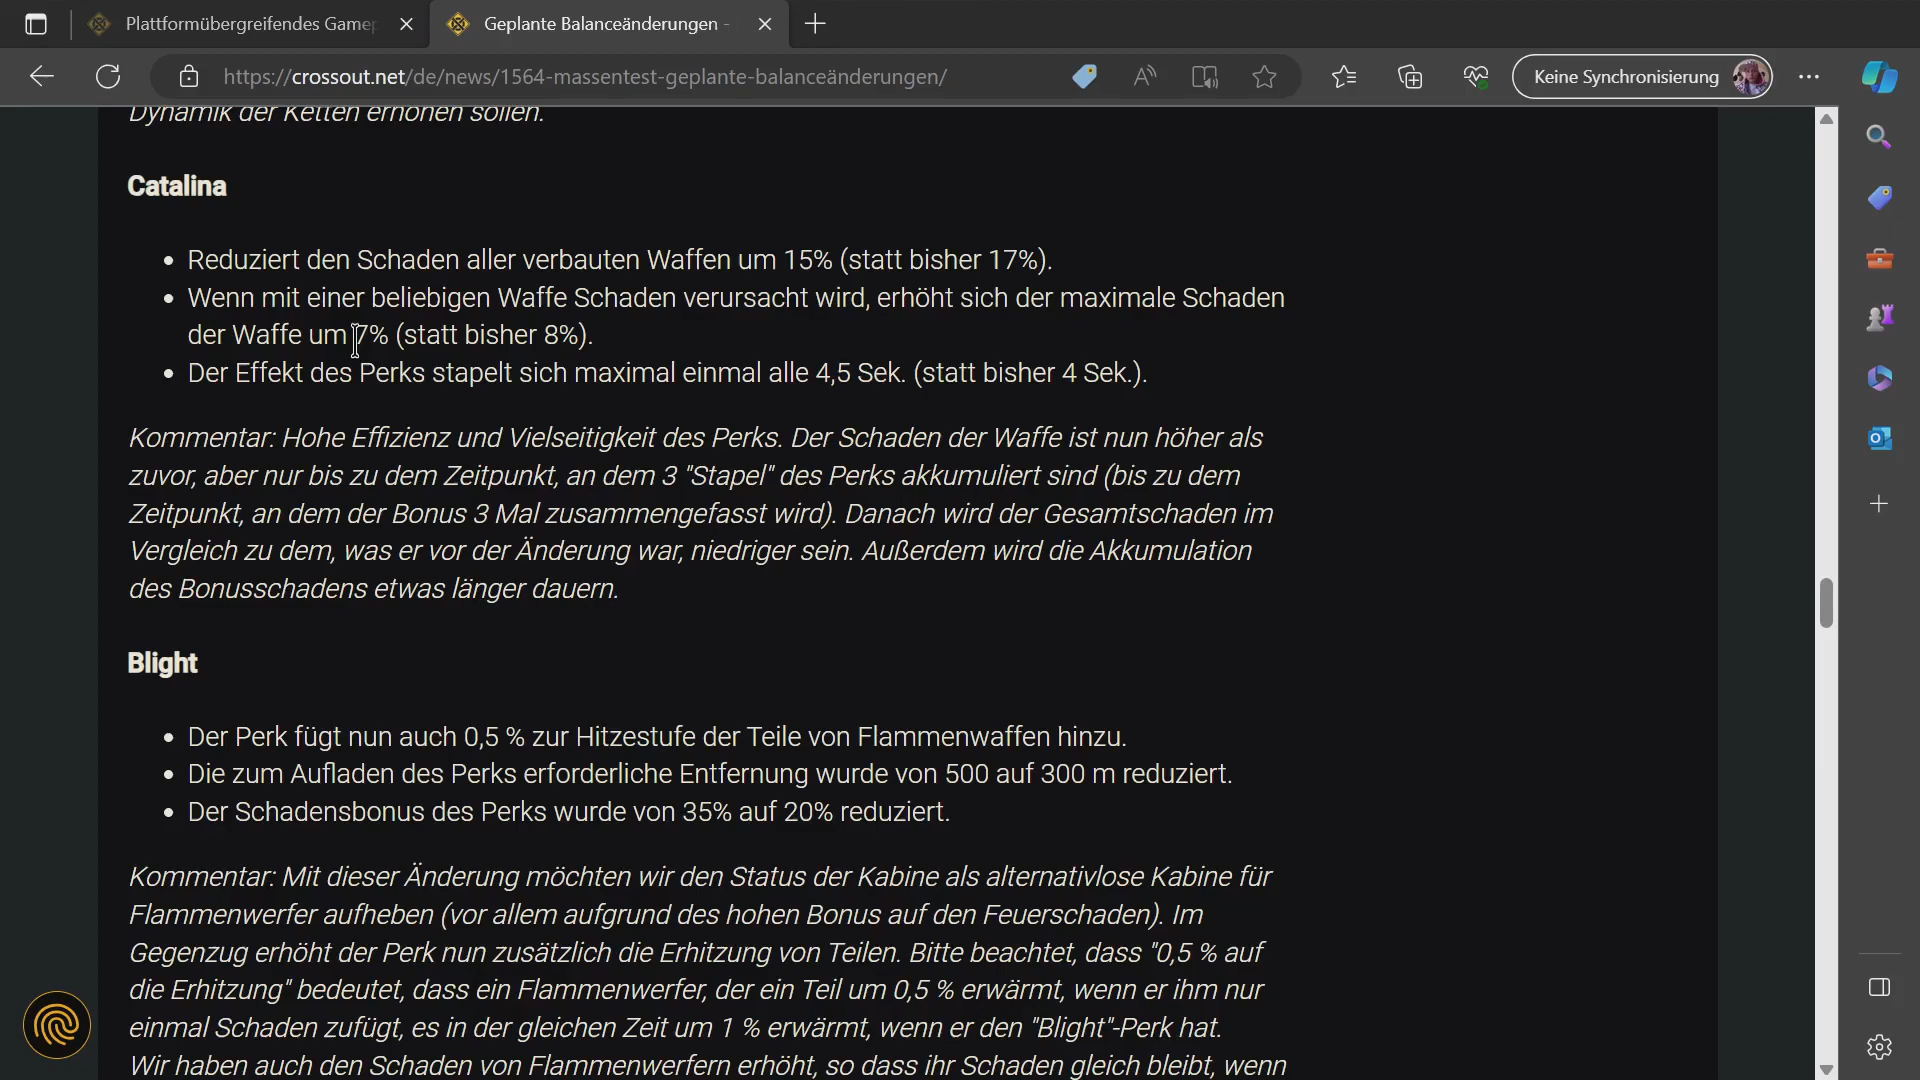 Plattformübergreifendes Game
Geplante Balanceänderungen -
https://crossout.net/de/news/1564-massentest-geplante-balanceänderungen/
Keine Synchronisierung
Dynamik der Ketten erhöhen sollen.
Catalina
Reduziert den Schaden aller verbauten Waffen um 15% (statt bisher 17%).
Wenn mit einer beliebigen Waffe Schaden verursacht wird, erhöht sich der maximale Schaden
der Waffe um 7% (statt bisher 8%).
Der Effekt des Perks stapelt sich maximal einmal alle 4,5 Sek. (statt bisher 4 Sek.).
Kommentar: Hohe Effizienz und Vielseitigkeit des Perks. Der Schaden der Waffe ist nun höher als
zuvor, aber nur bis zu dem Zeitpunkt, an dem 3 "Stapel" des Perks akkumuliert sind (bis zu dem
Zeitpunkt, an dem der Bonus 3 Mal zusammengefasst wird). Danach wird der Gesamtschaden im
Vergleich zu dem, was er vor der Änderung war, niedriger sein. Außerdem wird die Akkumulation
des Bonusschadens etwas länger dauern.
Blight
Der Perk fügt nun auch 0,5 % zur Hitzestufe der Teile von Flammenwaffen hinzu.
Die zum Aufladen des Perks erforderliche Entfernung wurde von 500 auf 300 m reduziert.
Der Schadensbonus des Perks wurde von 35% auf 20% reduziert.
Kommentar: Mit dieser Änderung möchten wir den Status der Kabine als alternativlose Kabine für
Flammenwerfer aufheben (vor allem aufgrund des hohen Bonus auf den Feuerschaden). Im
Gegenzug erhöht der Perk nun zusätzlich die Erhitzung von Teilen. Bitte beachtet, dass "0,5 % auf
die Erhitzung" bedeutet, dass ein Flammenwerfer, der ein Teil um 0,5 % erwärmt, wenn er ihm nur
einmal Schaden zufügt, es in der gleichen Zeit um 1 % erwärmt, wenn er den "Blight"-Perk hat.
Wir haben auch den Schaden von Flammenwerfern erhöht, so dass ihr Schaden gleich bleibt, wenn